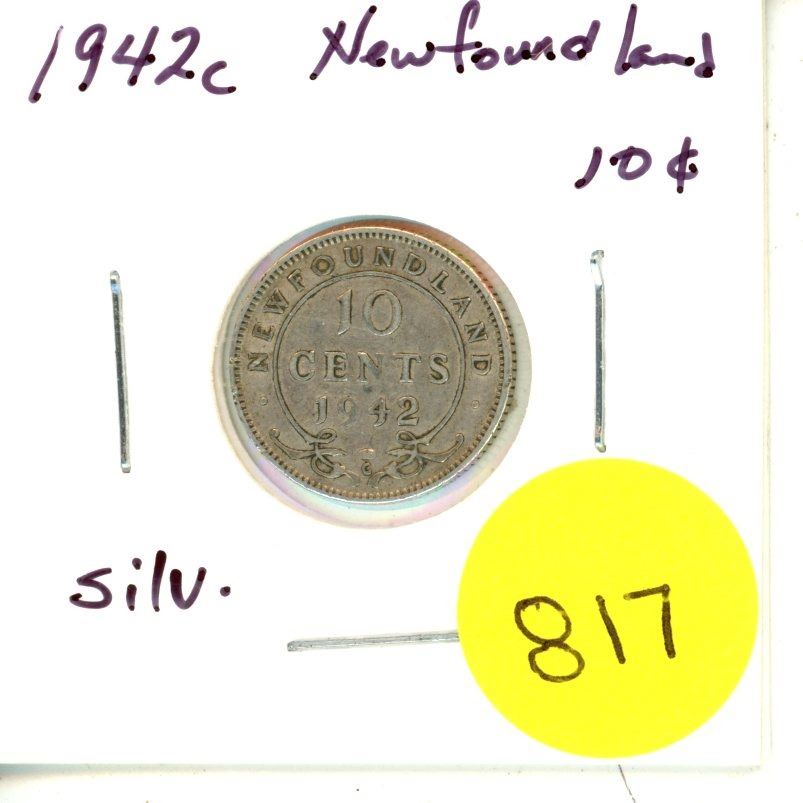 1942c Newfoundland
10¢
NEWFOUNDLAND
10
CENTS
1942
C
silv.
817